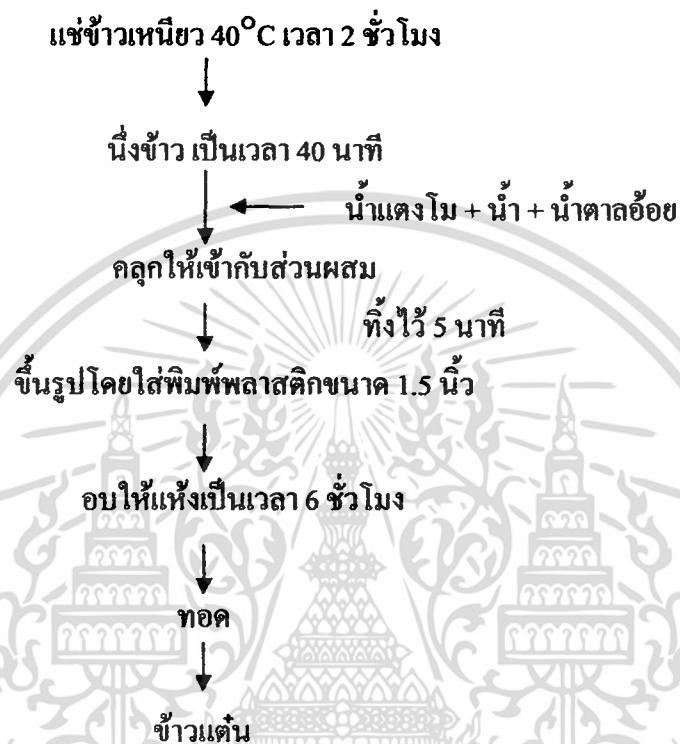 แช่ข้าวเหนียว 40°C เวลา 2 ชั่วโมง
นึ่งข้าว เป็นเวลา 40 นาที
น้ำแตงโม + น้ำ + น้ำตาลอ้อย
คลุกให้เข้ากับส่วนผสม
ทิ้งไว้ 5 นาที
ขึ้นรูปโดยใส่พิมพ์พลาสติกขนาด 1.5 นิ้ว
อบให้แห้งเป็นเวลา 6 ชั่วโมง
ทอด
ข้าวแต๋น